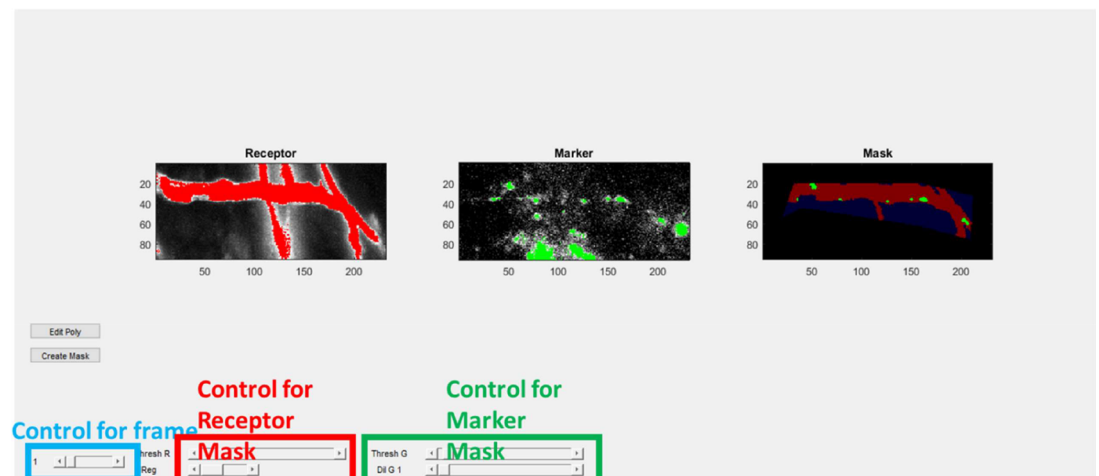 Receptor Marker Mask
20 20 20
40 40 40
60 60 60
80 80 80
50 100 150 200 50 100 150 200 50 100 150 200
Edit Poly
Create Mask
Control for
Receptor
Mask
Control for
Marker
Mask
Control for frame
1
hresh R
Reg
Thresh G
Dil G 1